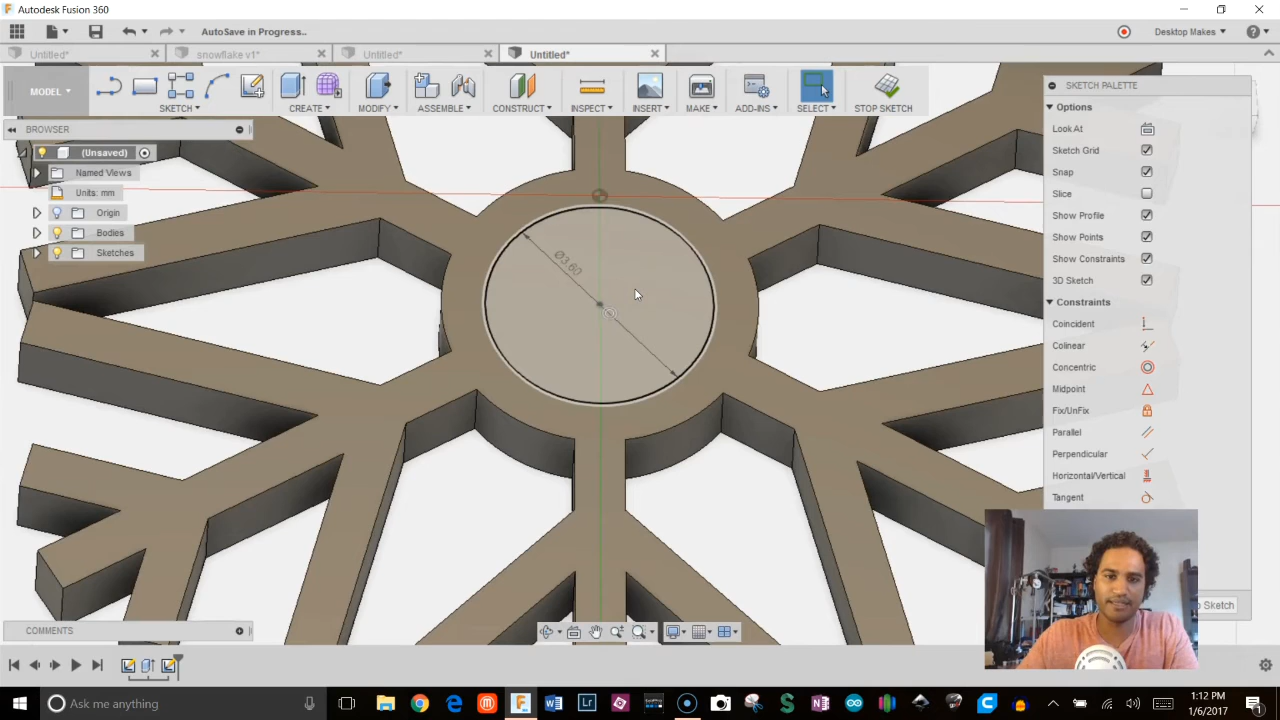 Autodesk Fusion 360
AutoSave in Progress..
Desktop Makes
Untitled*
snowflake v1*
Untitled*
Untitled*
MODEL
SKETCH
CREATE
MODIFY
ASSEMBLE
CONSTRUCT
INSPECT
INSERT
MAKE
ADD-INS
SELECT
STOP SKETCH
BROWSER
(Unsaved)
Named Views
Units: mm
Origin
Bodies
Sketches
Ø3.60
SKETCH PALETTE
Options
Look At
Sketch Grid
Snap
Slice
Show Profile
Show Points
Show Constraints
3D Sketch
Constraints
Coincident
Colinear
Concentric
Midpoint
Fix/UnFix
Parallel
Perpendicular
Horizontal/Vertical
Tangent
Sketch
COMMENTS
Ask me anything
1:12 PM
1/6/2017